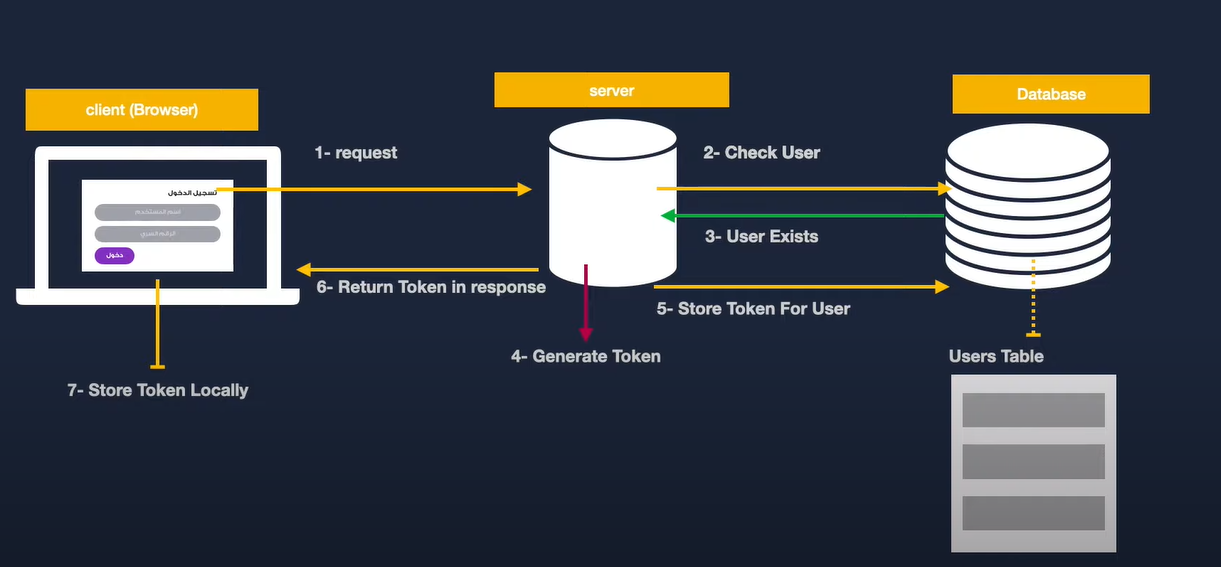 client (Browser)
server
Database
1- request
2- Check User
تسجيل الدخول
اسم المستخدم
الرقم السري
دخول
3- User Exists
6- Return Token in response
5- Store Token For User
4- Generate Token
Users Table
7- Store Token Locally